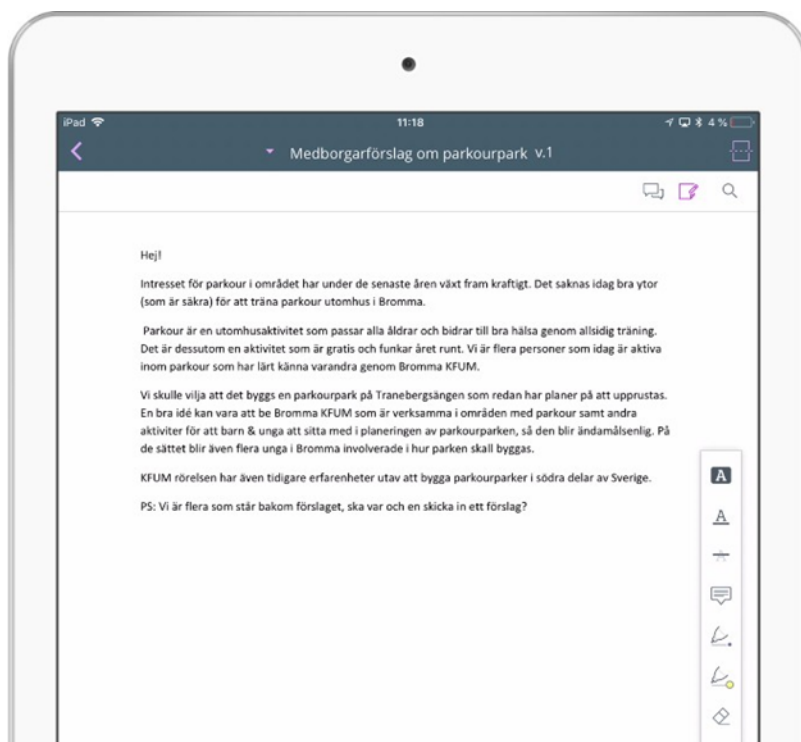 iPad 11:18 4 %
Medborgarförslag om parkourpark v.1
Hej!
Intresset för parkour i området har under de senaste åren växt fram kraftigt. Det saknas idag bra ytor
(som är säkra) för att träna parkour utomhus i Bromma.
Parkour är en utomhusaktivitet som passar alla åldrar och bidrar till bra hälsa genom allsidig träning.
Det är dessutom en aktivitet som är gratis och funkar året runt. Vi är flera personer som idag är aktiva
inom parkour som har lärt känna varandra genom Bromma KFUM.
Vi skulle vilja att det byggs en parkourpark på Tranebergsängen som redan har planer på att upprustas.
En bra idé kan vara att be Bromma KFUM som är verksamma i områden med parkour samt andra
aktiviter för att barn & unga att sitta med i planeringen av parkourparken, så den blir ändamålsenlig. På
de sättet blir även flera unga i Bromma involverade i hur parken skall byggas.
KFUM rörelsen har även tidigare erfarenheter utav att bygga parkourparker i södra delar av Sverige.
PS: Vi är flera som står bakom förslaget, ska var och en skicka in ett förslag?
A
A
A